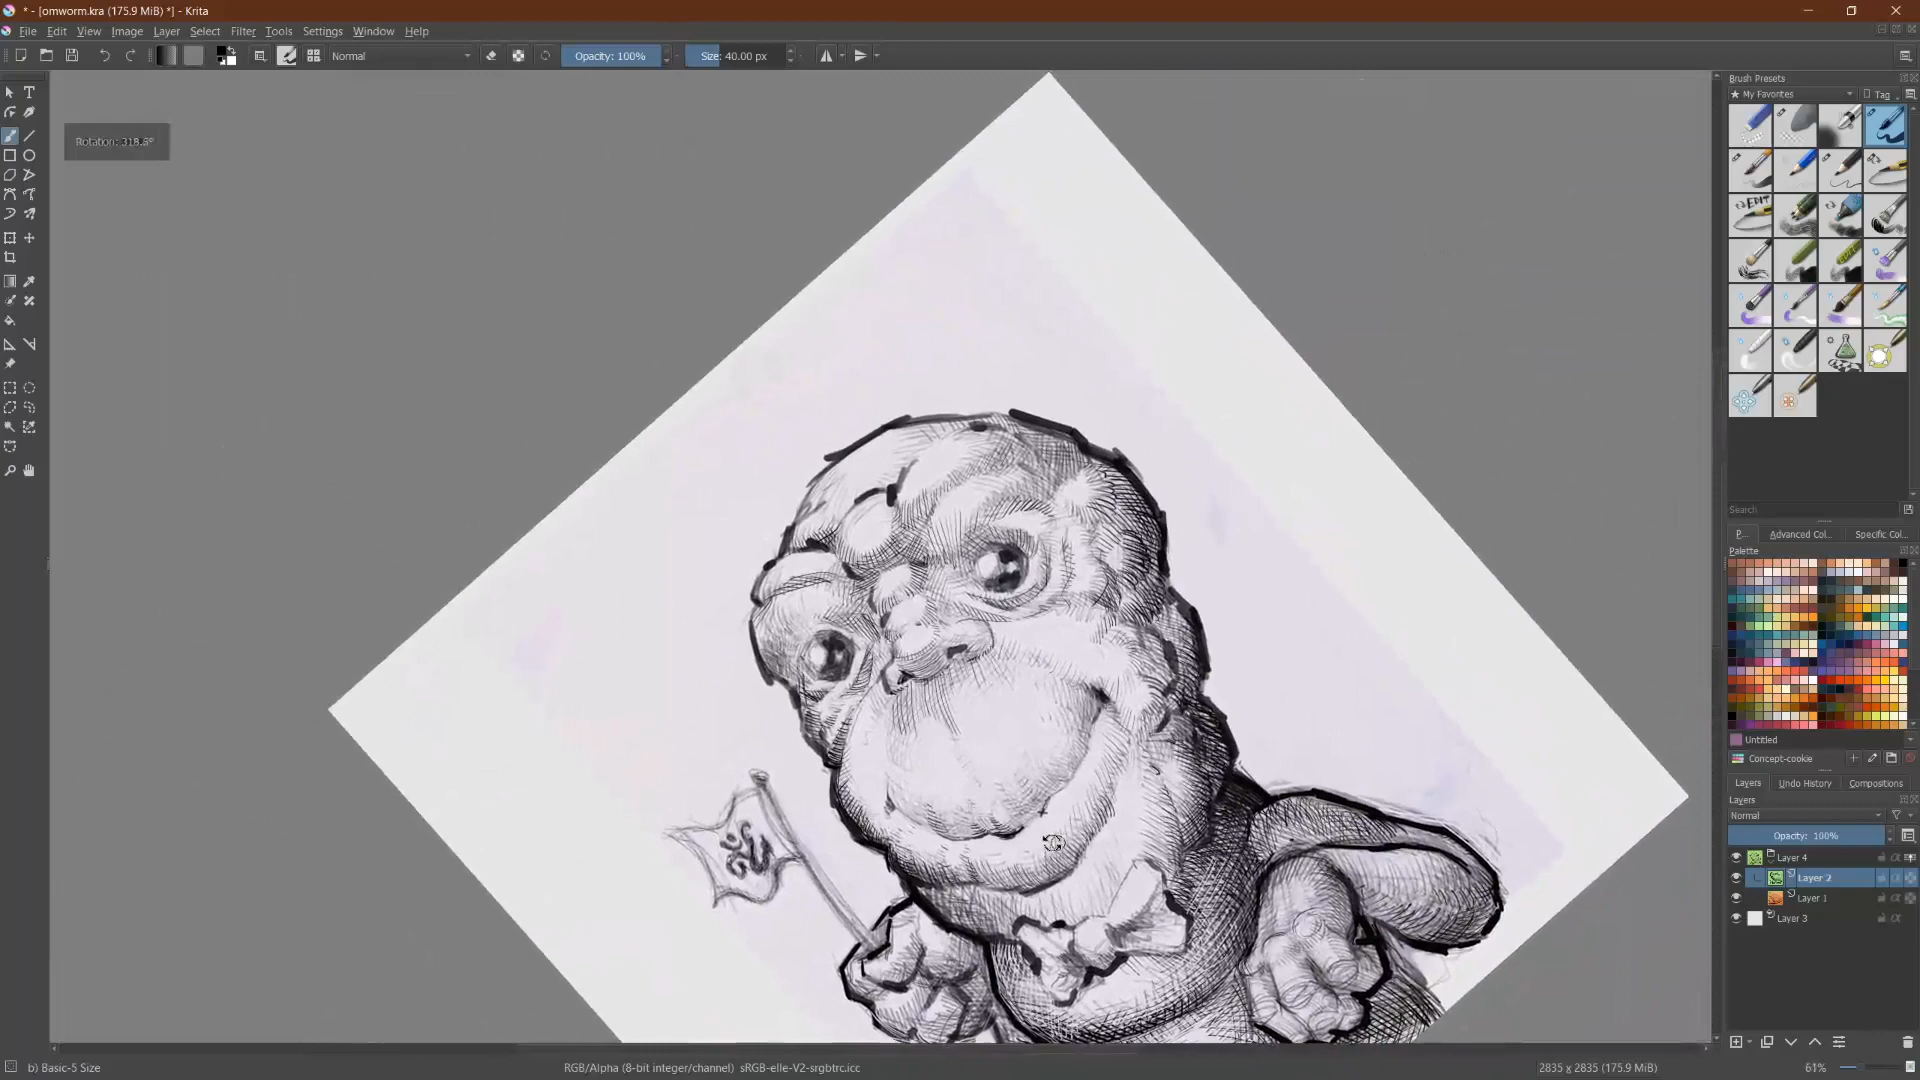 * - [omworm.kra (175.9 MiB) *] - Krita
File Edit View Image Layer Select Filter Tools Settings Window Help
Normal Opacity: 100% Size: 40.00 px
Rotation: 318.5°
Brush Presets
My Favorites Tag
EDIT
Search
P... Advanced Col... Specific Col...
Palette
Untitled
Concept-cookie
Layers Undo History Compositions
Layers
Normal
Opacity: 100%
Layer 4
Layer 2
Layer 1
Layer 3
b) Basic-5 Size RGB/Alpha (8-bit integer/channel) sRGB-elle-V2-srgbtrc.icc 2835 x 2835 (175.9 MiB) 61%